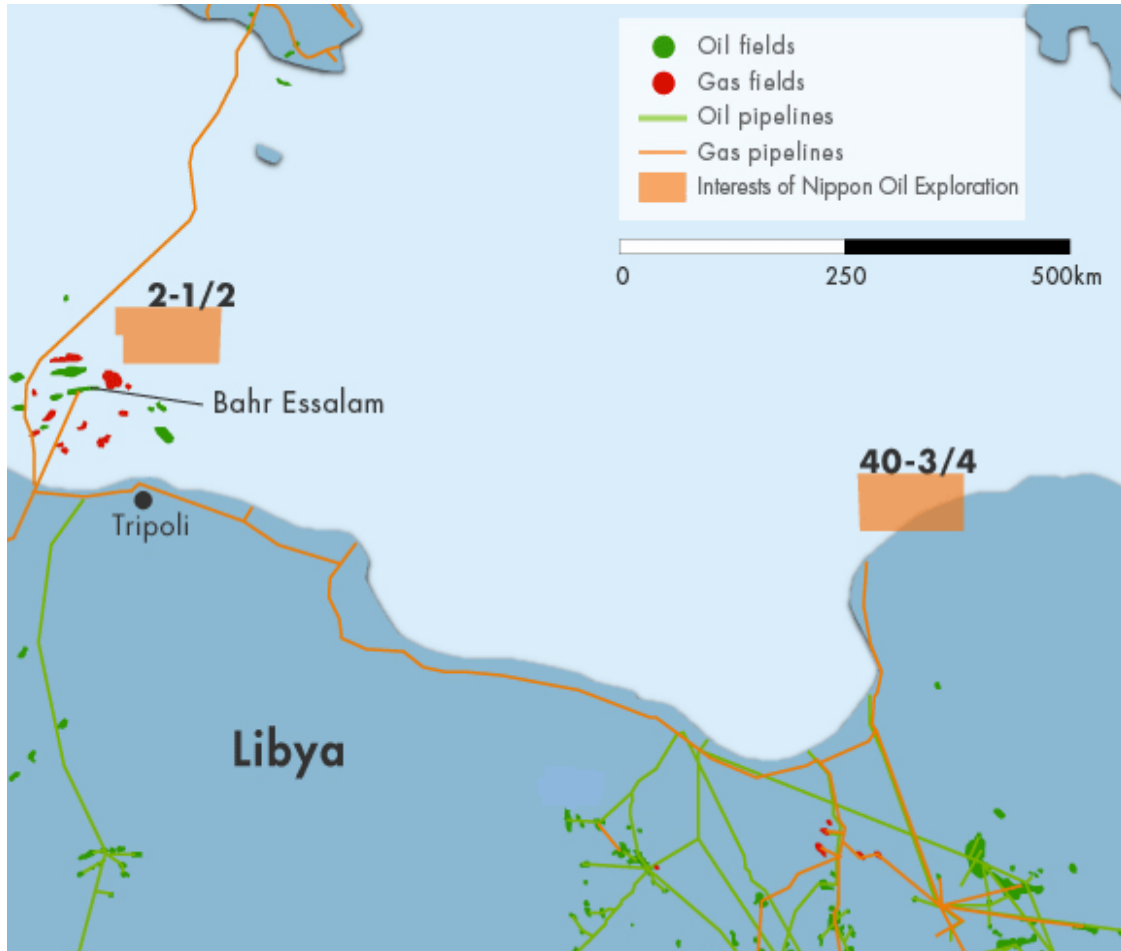 Oil fields
Gas fields
Oil pipelines
Gas pipelines
Interests of Nippon Oil Exploration
0 250 500km
2-1/2
Bahr Essalam
40-3/4
Tripoli
Libya